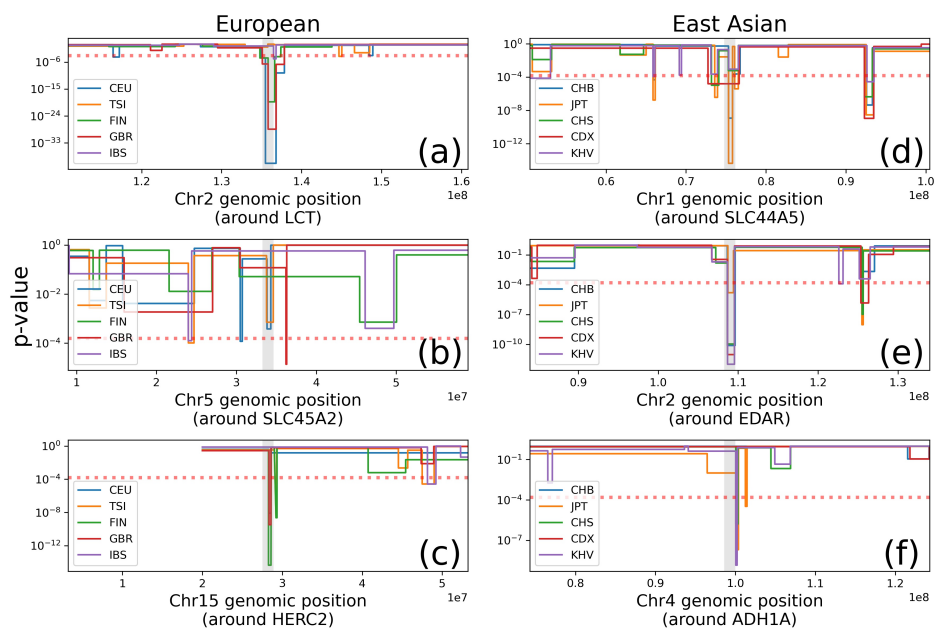 European
East Asian
p-value
10⁻⁶
10⁻¹⁵
10⁻²⁴
10⁻³³
CEU
TSI
FIN
GBR
IBS
(a)
1.2
1.3
1.4
1.5
1.6
1e8
Chr2 genomic position
(around LCT)
10⁰
10⁻⁴
10⁻⁸
10⁻¹²
CHB
JPT
CHS
CDX
KHV
(d)
0.6
0.7
0.8
0.9
1.0
1e8
Chr1 genomic position
(around SLC44A5)
10⁰
10⁻²
10⁻⁴
CEU
TSI
FIN
GBR
IBS
(b)
1
2
3
4
5
1e7
Chr5 genomic position
(around SLC45A2)
10⁻¹
10⁻⁴
10⁻⁷
10⁻¹⁰
CHB
JPT
CHS
CDX
KHV
(e)
0.9
1.0
1.1
1.2
1.3
1e8
Chr2 genomic position
(around EDAR)
10⁰
10⁻⁴
10⁻⁸
10⁻¹²
CEU
TSI
FIN
GBR
IBS
(c)
1
2
3
4
5
1e7
Chr15 genomic position
(around HERC2)
10⁻¹
10⁻⁴
10⁻⁷
CHB
JPT
CHS
CDX
KHV
(f)
0.8
0.9
1.0
1.1
1.2
1e8
Chr4 genomic position
(around ADH1A)